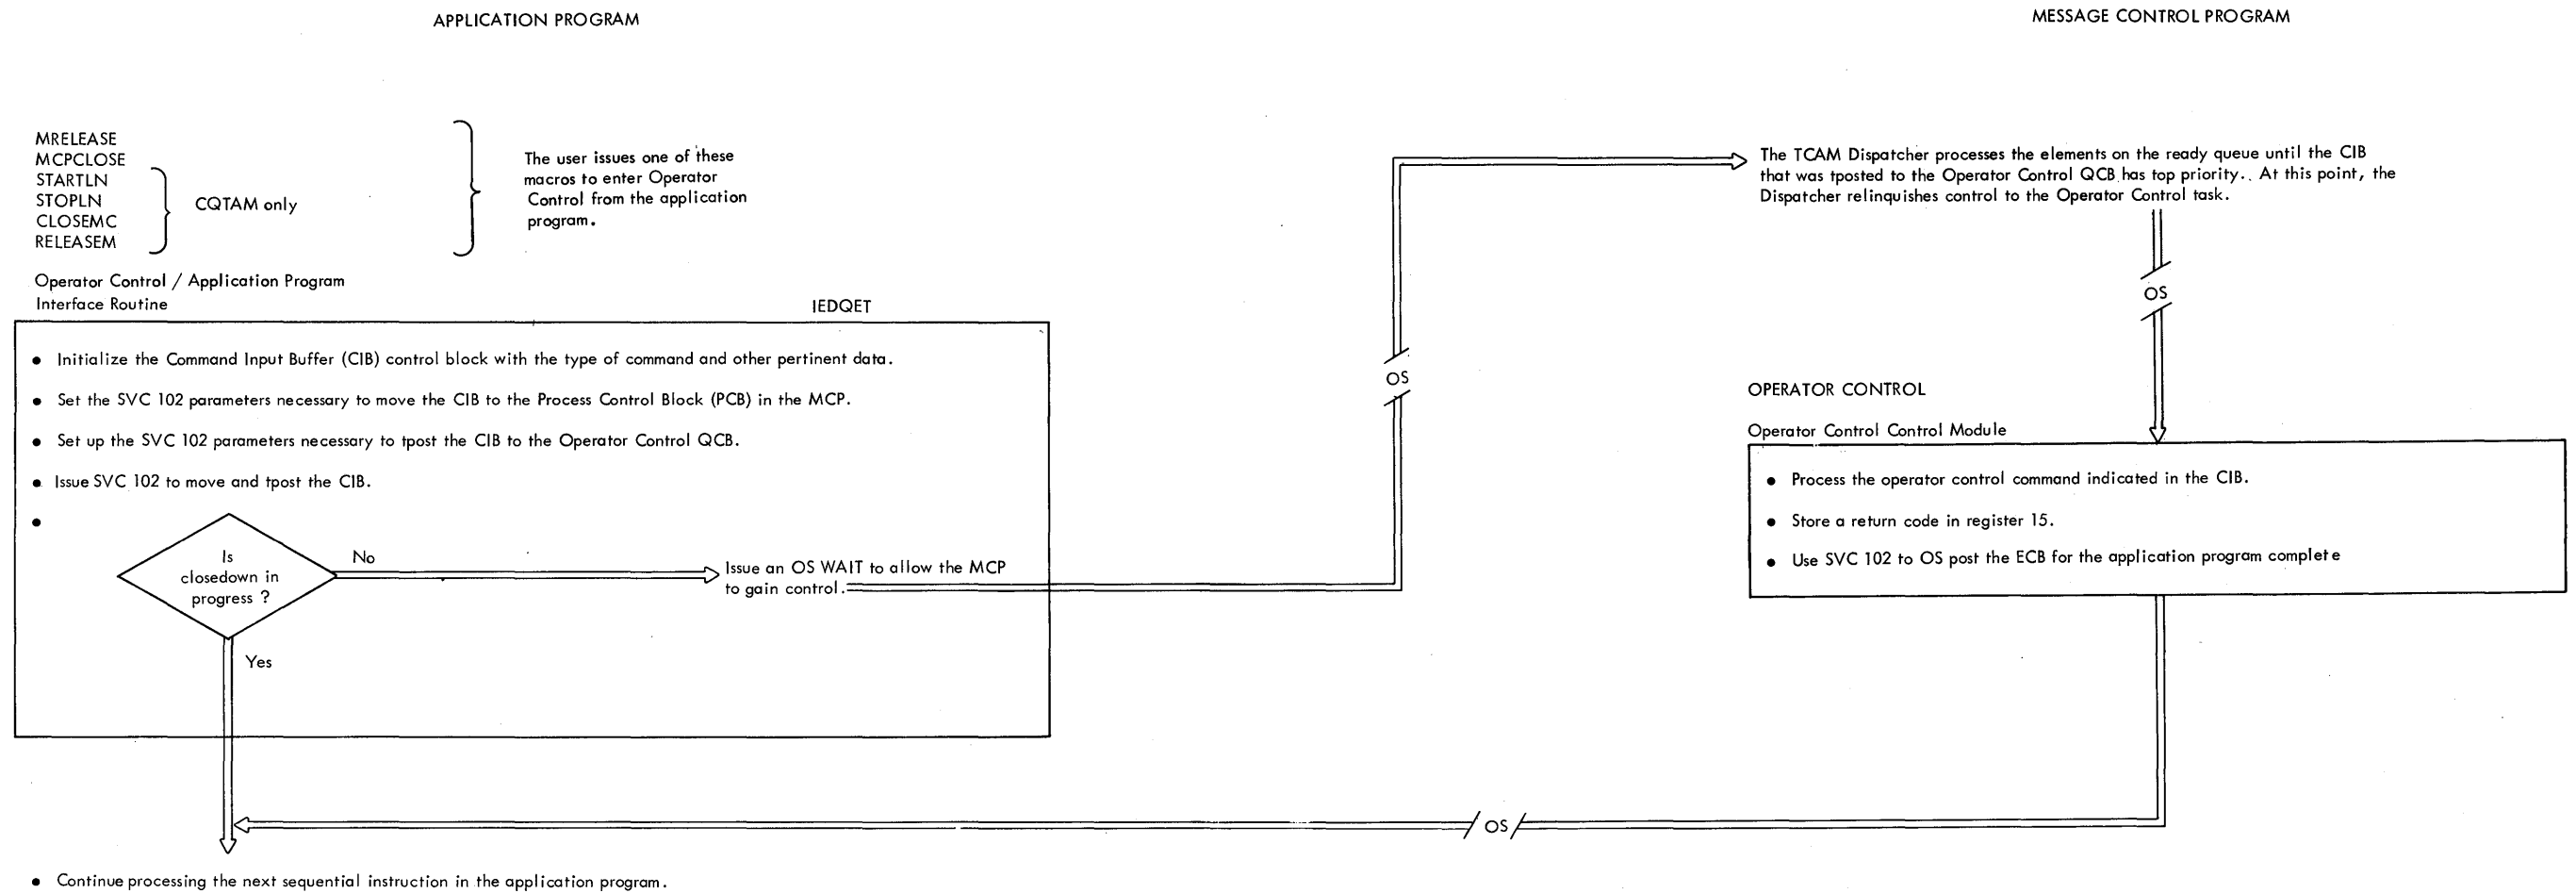 APPLICATION PROGRAM
MESSAGE CONTROL PROGRAM
MRELEASE
MCPCLOSE
STARTLN
STOPLN
CLOSEMC
RELEASEM
CQTAM only
The user issues one of these
macros to enter Operator
Control from the application
program.
Operator Control / Application Program
Interface Routine
IEDQET
• Initialize the Command Input Buffer (CIB) control block with the type of command and other pertinent data.
• Set the SVC 102 parameters necessary to move the CIB to the Process Control Block (PCB) in the MCP.
• Set up the SVC 102 parameters necessary to tpost the CIB to the Operator Control QCB.
• Issue SVC 102 to move and tpost the CIB.
•
Is
closedown in
progress ?
No
Yes
Issue an OS WAIT to allow the MCP
to gain control.
OS
The TCAM Dispatcher processes the elements on the ready queue until the CIB
that was tposted to the Operator Control QCB has top priority. At this point, the
Dispatcher relinquishes control to the Operator Control task.
OS
OPERATOR CONTROL
Operator Control Control Module
• Process the operator control command indicated in the CIB.
• Store a return code in register 15.
• Use SVC 102 to OS post the ECB for the application program complete
OS
• Continue processing the next sequential instruction in the application program.